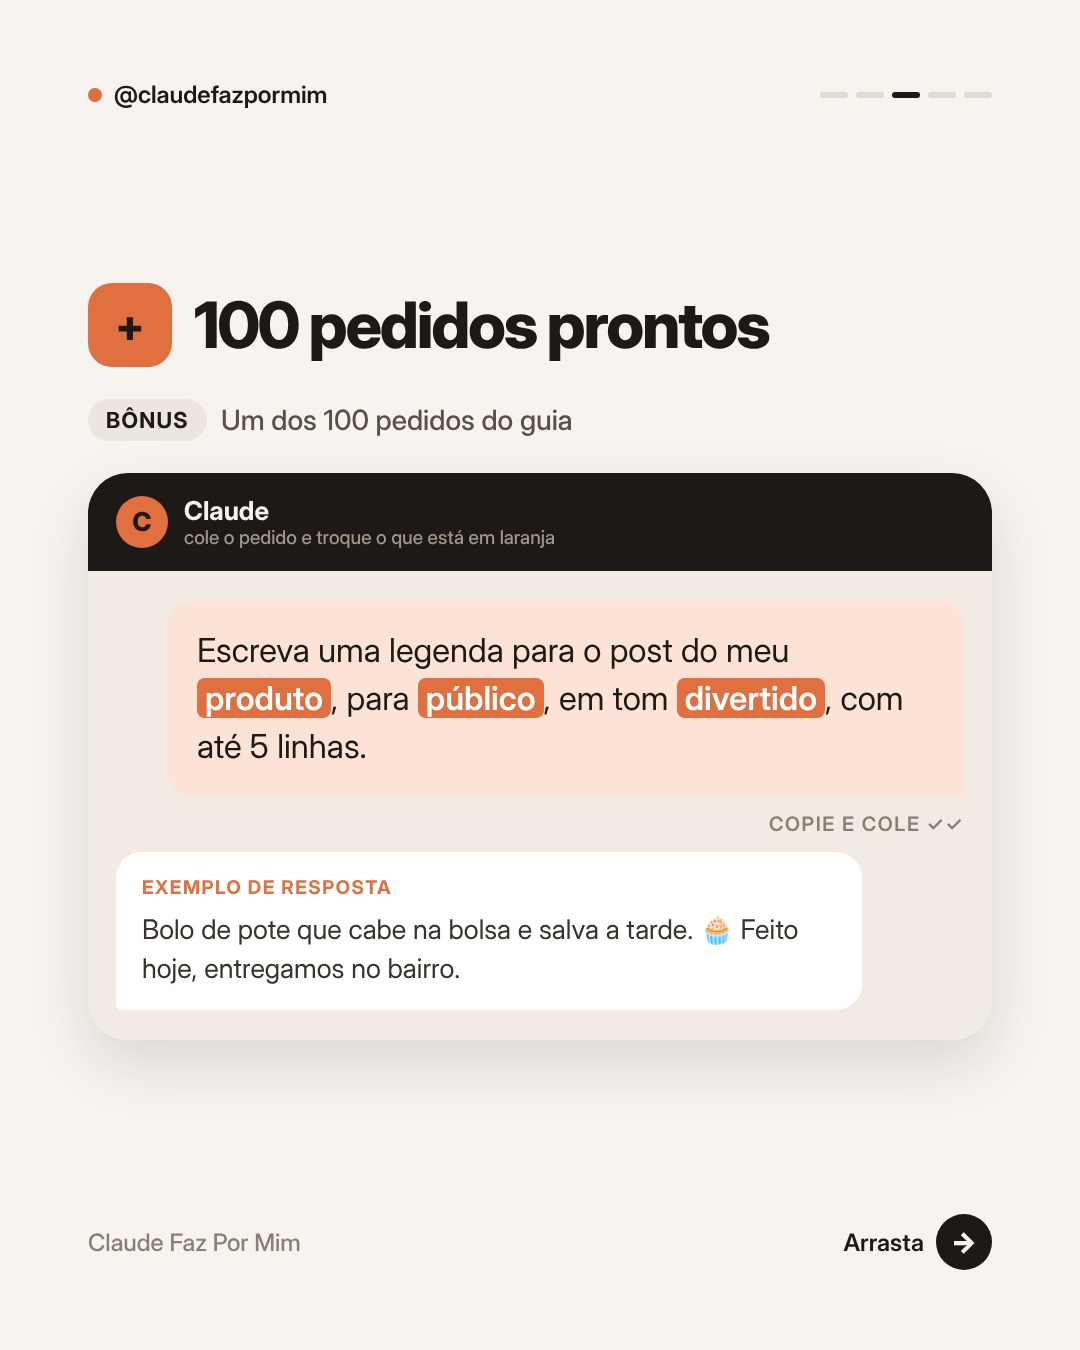 @claudefazpormim
+ 100 pedidos prontos
BÔNUS Um dos 100 pedidos do guia
C Claude
cole o pedido e troque o que está em laranja
Escreva uma legenda para o post do meu
produto, para público, em tom divertido, com
até 5 linhas.
COPIE E COLE ✓✓
EXEMPLO DE RESPOSTA
Bolo de pote que cabe na bolsa e salva a tarde. 🧁 Feito
hoje, entregamos no bairro.
Claude Faz Por Mim
Arrasta →